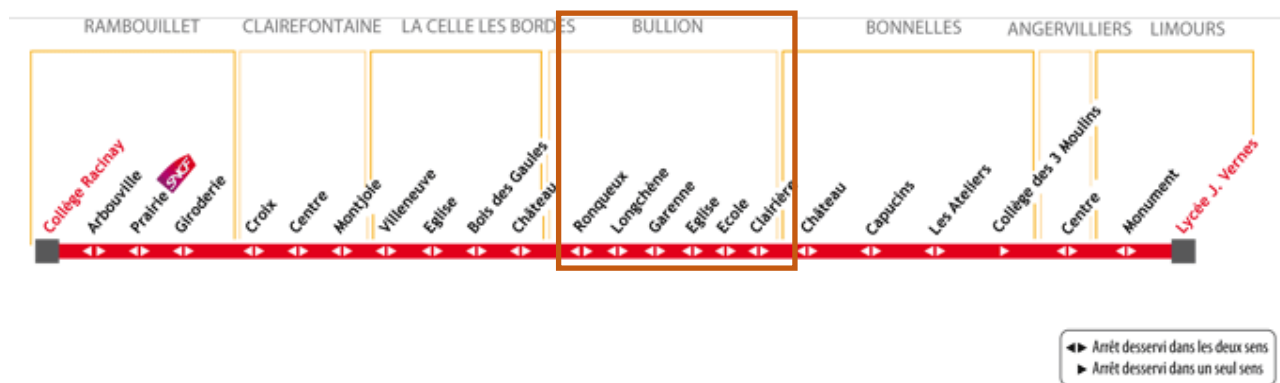 RAMBOUILLET
CLAIREFONTAINE
LA CELLE LES BORDES
BULLION
BONNELLES
ANGERVILLIERS
LIMOURS
Collège Racinay
Arbouville
Prairie
SNCF
Giroderie
Croix
Centre
Montjoie
Villeneuve
Eglise
Bois des Gaules
Château
Ronqueux
Longchêne
Garenne
Eglise
Ecole
Clairière
Château
Capucins
Les Ateliers
Collège des 3 Moulins
Centre
Monument
Lycée J. Vernes
Arrêt desservi dans les deux sens
Arrêt desservi dans un seul sens